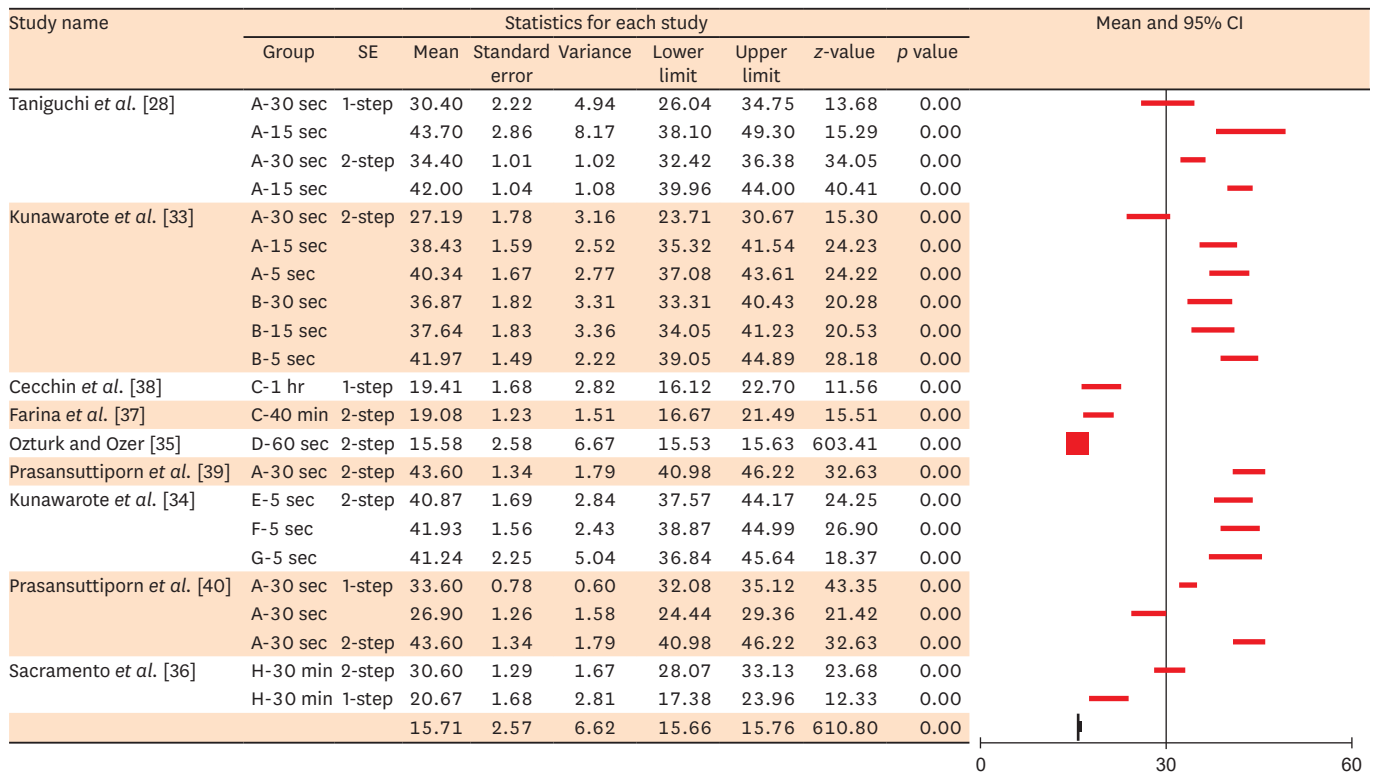 Study name Statistics for each study Mean and 95% CI
Group SE Mean Standard error Variance Lower limit Upper limit z-value p value
Taniguchi et al. [28] A-30 sec 1-step 30.40 2.22 4.94 26.04 34.75 13.68 0.00
A-15 sec 43.70 2.86 8.17 38.10 49.30 15.29 0.00
A-30 sec 2-step 34.40 1.01 1.02 32.42 36.38 34.05 0.00
A-15 sec 42.00 1.04 1.08 39.96 44.00 40.41 0.00
Kunawarote et al. [33] A-30 sec 2-step 27.19 1.78 3.16 23.71 30.67 15.30 0.00
A-15 sec 38.43 1.59 2.52 35.32 41.54 24.23 0.00
A-5 sec 40.34 1.67 2.77 37.08 43.61 24.22 0.00
B-30 sec 36.87 1.82 3.31 33.31 40.43 20.28 0.00
B-15 sec 37.64 1.83 3.36 34.05 41.23 20.53 0.00
B-5 sec 41.97 1.49 2.22 39.05 44.89 28.18 0.00
Cecchin et al. [38] C-1 hr 1-step 19.41 1.68 2.82 16.12 22.70 11.56 0.00
Farina et al. [37] C-40 min 2-step 19.08 1.23 1.51 16.67 21.49 15.51 0.00
Ozturk and Ozer [35] D-60 sec 2-step 15.58 2.58 6.67 15.53 15.63 603.41 0.00
Prasansuttiporn et al. [39] A-30 sec 2-step 43.60 1.34 1.79 40.98 46.22 32.63 0.00
Kunawarote et al. [34] E-5 sec 2-step 40.87 1.69 2.84 37.57 44.17 24.25 0.00
F-5 sec 41.93 1.56 2.43 38.87 44.99 26.90 0.00
G-5 sec 41.24 2.25 5.04 36.84 45.64 18.37 0.00
Prasansuttiporn et al. [40] A-30 sec 1-step 33.60 0.78 0.60 32.08 35.12 43.35 0.00
A-30 sec 26.90 1.26 1.58 24.44 29.36 21.42 0.00
A-30 sec 2-step 43.60 1.34 1.79 40.98 46.22 32.63 0.00
Sacramento et al. [36] H-30 min 2-step 30.60 1.29 1.67 28.07 33.13 23.68 0.00
H-30 min 1-step 20.67 1.68 2.81 17.38 23.96 12.33 0.00
15.71 2.57 6.62 15.66 15.76 610.80 0.00
0 30 60